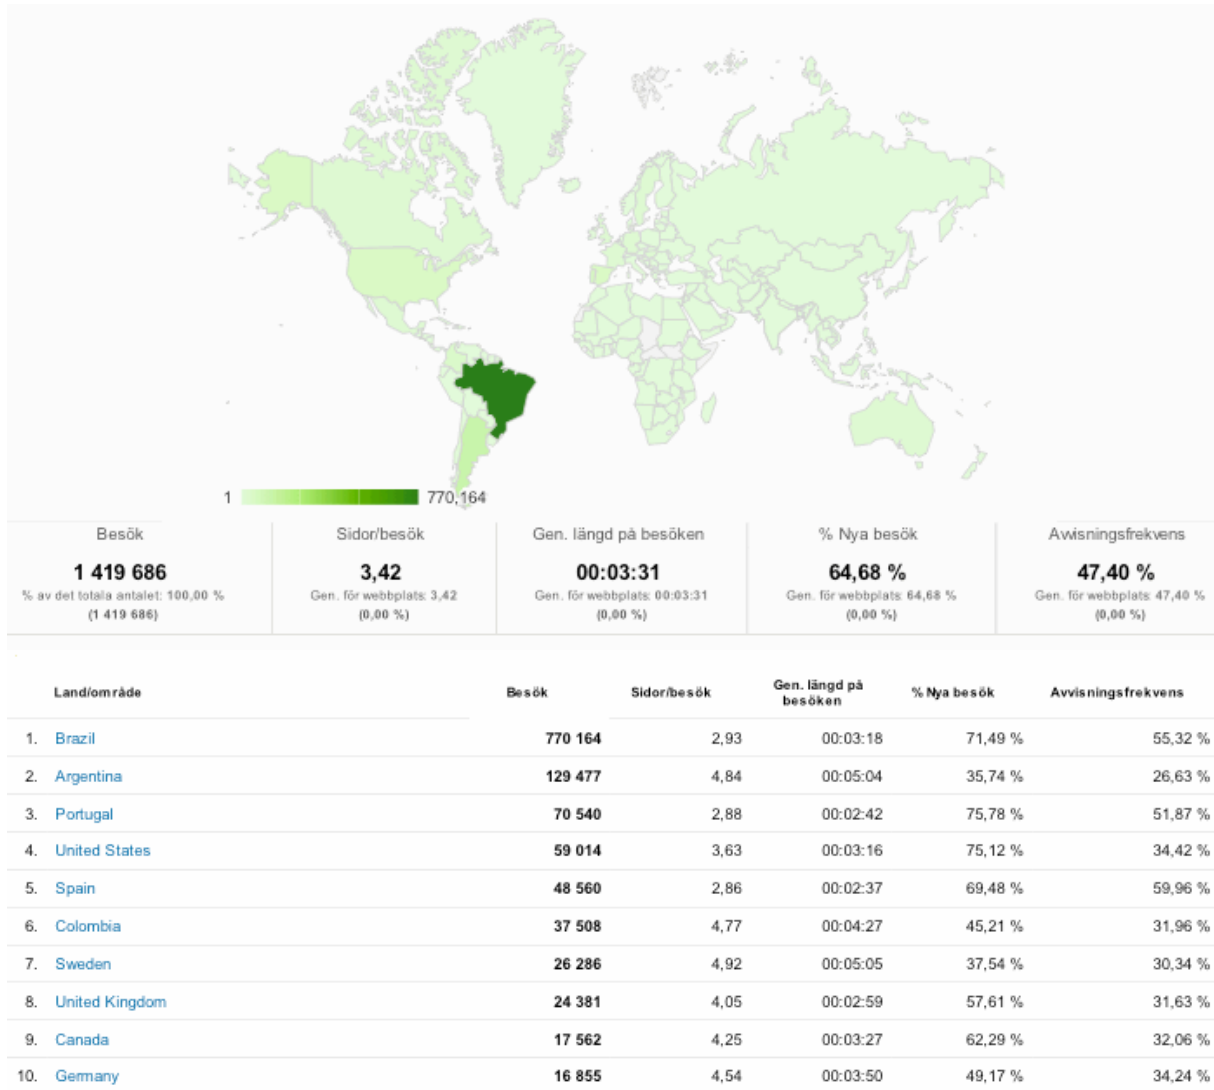 1 770,164
Besök Sidor/besök Gen. längd på besöken % Nya besök Avvisningsfrekvens
1 419 686 3,42 00:03:31 64,68 % 47,40 %
% av det totala antalet: 100,00 % Gen. för webbplats: 3,42 Gen. för webbplats: 00:03:31 Gen. för webbplats: 64,68 % Gen. för webbplats: 47,40 %
(1 419 686) (0,00 %) (0,00 %) (0,00 %) (0,00 %)
Land/område Besök Sidor/besök Gen. längd på besöken % Nya besök Avvisningsfrekvens
1. Brazil 770 164 2,93 00:03:18 71,49 % 55,32 %
2. Argentina 129 477 4,84 00:05:04 35,74 % 26,63 %
3. Portugal 70 540 2,88 00:02:42 75,78 % 51,87 %
4. United States 59 014 3,63 00:03:16 75,12 % 34,42 %
5. Spain 48 560 2,86 00:02:37 69,48 % 59,96 %
6. Colombia 37 508 4,77 00:04:27 45,21 % 31,96 %
7. Sweden 26 286 4,92 00:05:05 37,54 % 30,34 %
8. United Kingdom 24 381 4,05 00:02:59 57,61 % 31,63 %
9. Canada 17 562 4,25 00:03:27 62,29 % 32,06 %
10. Germany 16 855 4,54 00:03:50 49,17 % 34,24 %